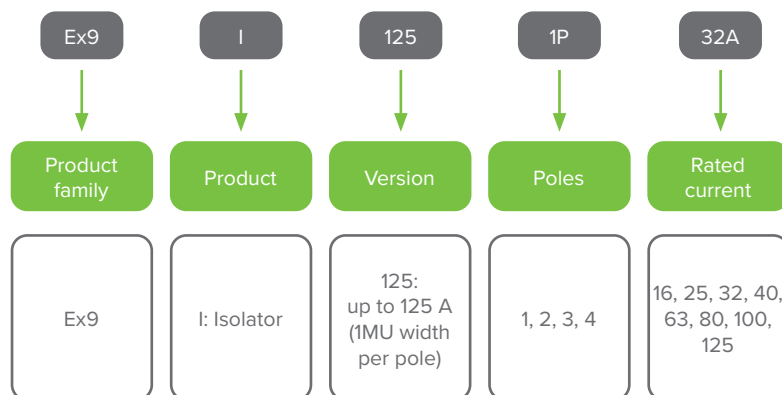 Ex9
I
125
1P
32A
Product
family
Product
Version
Poles
Rated
current
Ex9
I: Isolator
125:
up to 125 A
(1MU width
per pole)
1, 2, 3, 4
16, 25, 32, 40,
63, 80, 100,
125